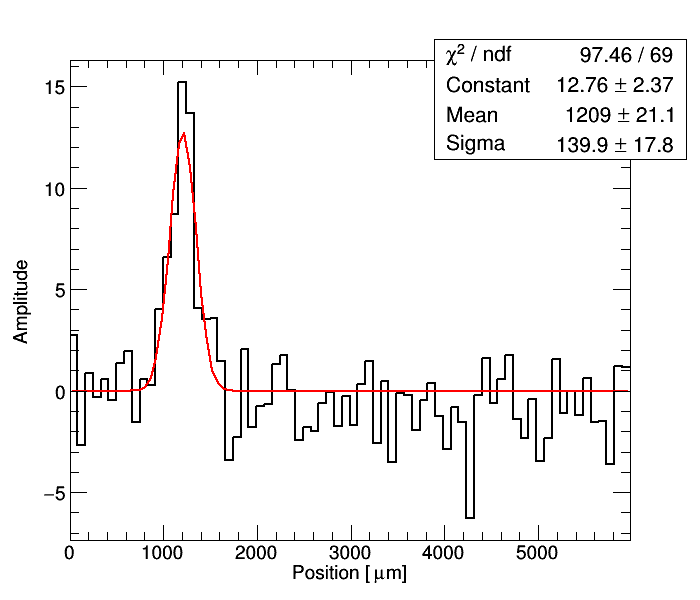 χ² / ndf 97.46 / 69
Constant 12.76 ± 2.37
Mean 1209 ± 21.1
Sigma 139.9 ± 17.8
15
10
5
0
−5
Amplitude
0 1000 2000 3000 4000 5000
Position [ μm]